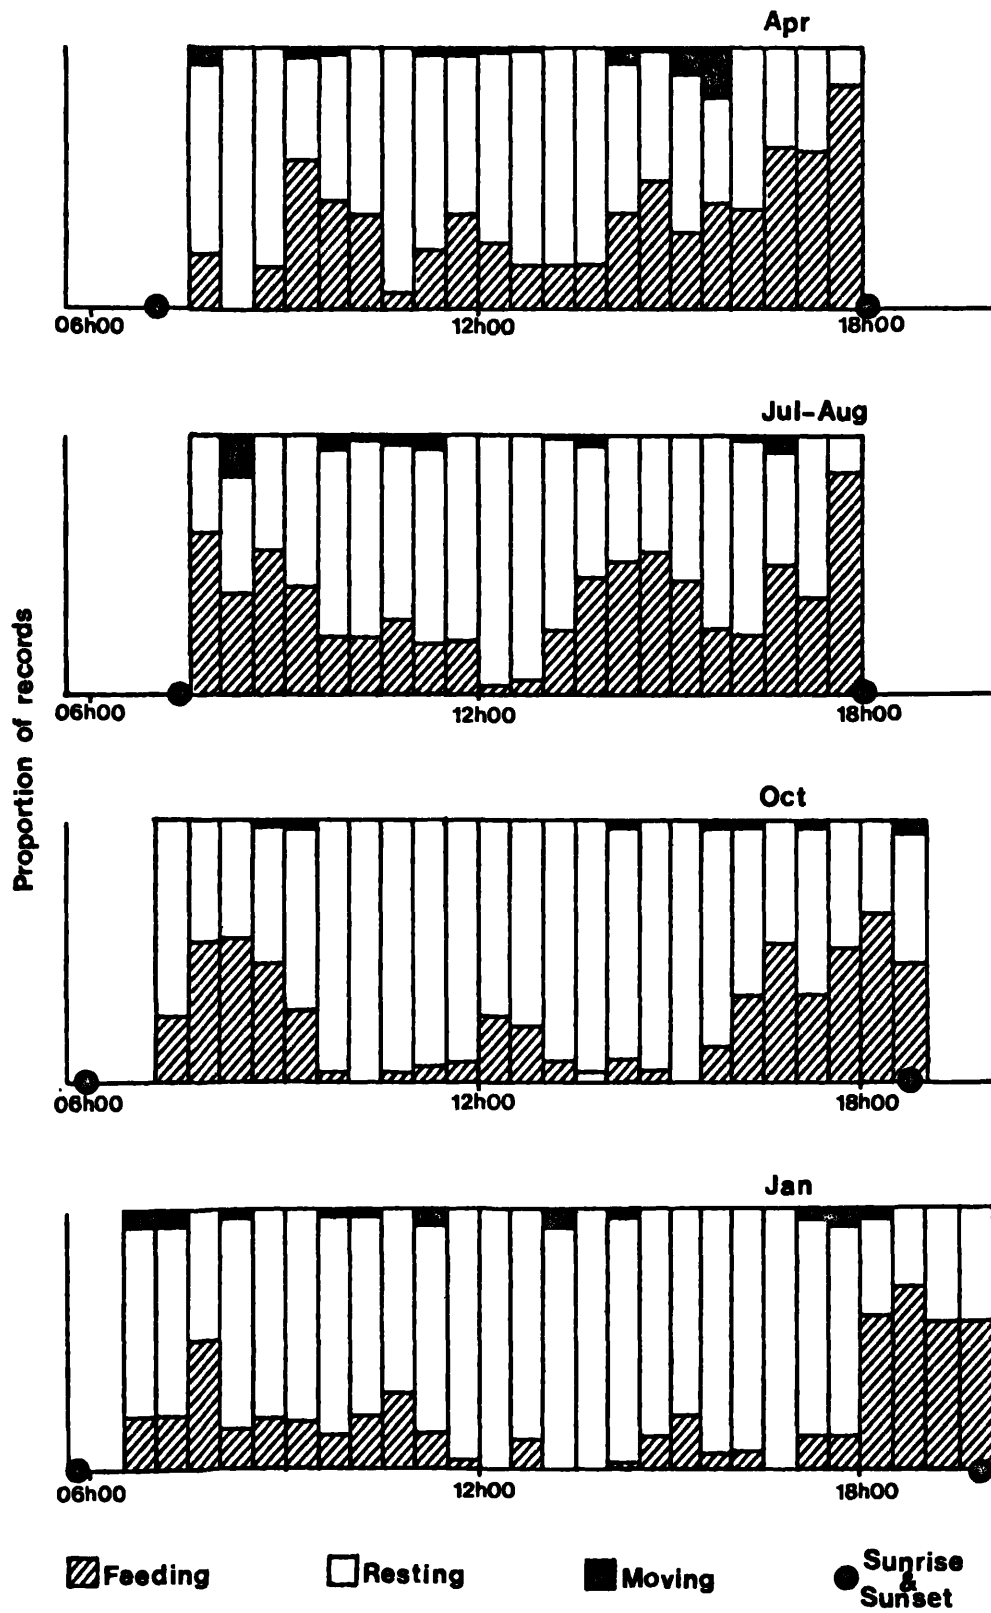 Apr
06h00 12h00 18h00
Jul-Aug
06h00 12h00 18h00
Proportion of records
Oct
06h00 12h00 18h00
Jan
06h00 12h00 18h00
Feeding Resting Moving Sunrise
&
Sunset